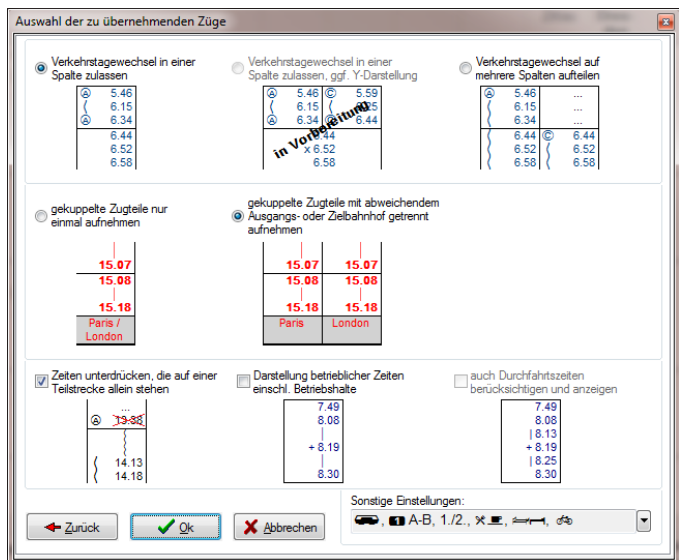 Auswahl der zu übernehmenden Züge
Verkehrstagewechsel in einer
Spalte zulassen
Ⓐ 5.46
6.15
Ⓐ 6.34
6.44
6.52
6.58
Verkehrstagewechsel in einer
Spalte zulassen, ggf. Y-Darstellung
Ⓐ 5.46 Ⓒ 5.59
6.15
6.34 6.44
6.44
x 6.52
6.58
in Vorbereitung
Verkehrstagewechsel auf
mehrere Spalten aufteilen
Ⓐ 5.46 ...
6.15 ...
6.34 ...
6.44 Ⓒ 6.44
6.52 6.52
6.58 6.58
gekuppelte Zugteile nur
einmal aufnehmen
15.07
15.08
15.18
Paris /
London
gekuppelte Zugteile mit abweichendem
Ausgangs- oder Zielbahnhof getrennt
aufnehmen
15.07 15.07
15.08 15.08
15.18 15.18
Paris London
Zeiten unterdrücken, die auf einer
Teilstrecke allein stehen
...
Ⓐ 13.38
14.13
14.18
Darstellung betrieblicher Zeiten
einschl. Betriebshalte
7.49
8.08
+ 8.19
8.30
auch Durchfahrtszeiten
berücksichtigen und anzeigen
7.49
8.08
| 8.13
+ 8.19
| 8.25
8.30
Zurück
Ok
Abbrechen
Sonstige Einstellungen:
, 1 A-B, 1./2., , ,